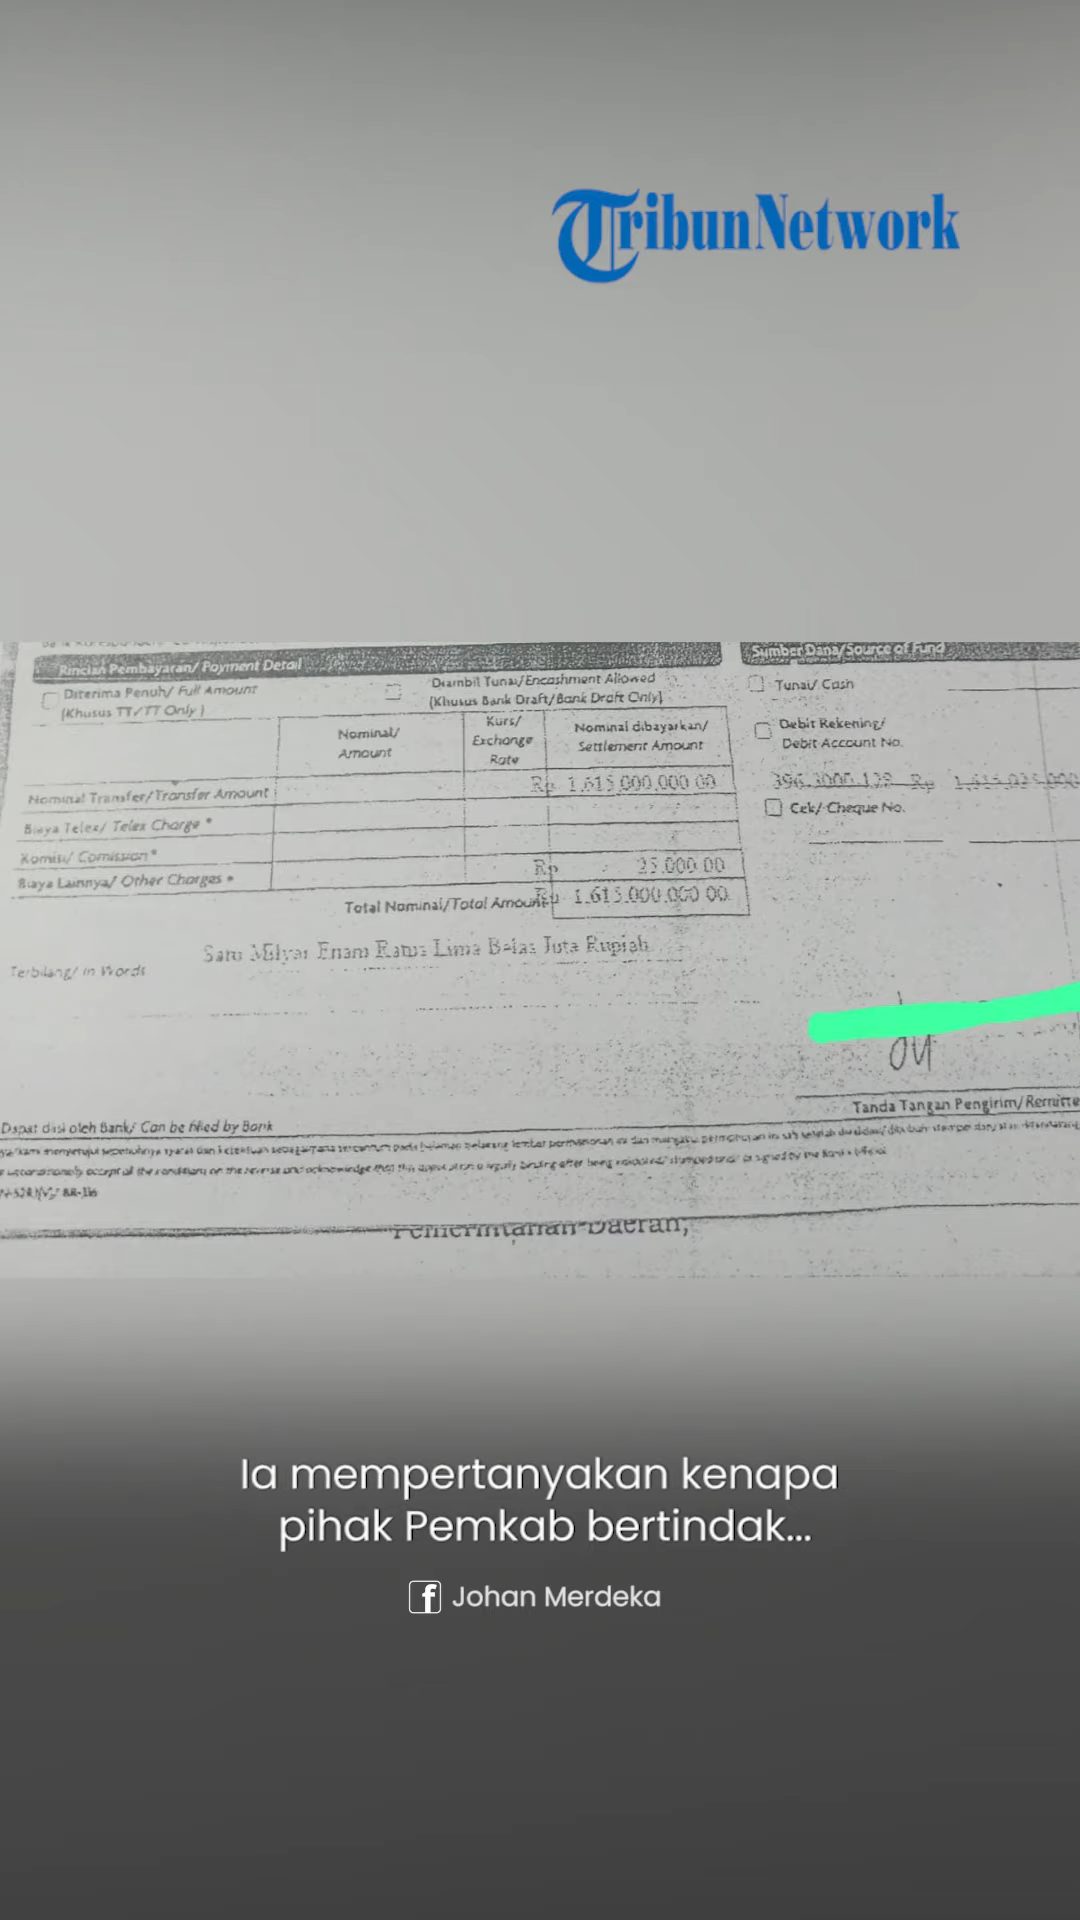 TribunNetwork
Rincian Pembayaran/ Payment Detail
Diterima Penuh/ Full Amount
(Khusus TT/TT Only )
Diambil Tunai/Encashment Allowed
(Khusus Bank Draft/Bank Draft Only)
Nominal/
Amount
Kurs/
Exchange
Rate
Nominal dibayarkan/
Settlement Amount
Nominal Transfer/Transfer Amount Rp 1.615.000.000.00
Biaya Telex/ Telex Charge *
Komisi/ Comission*
Biaya Lainnya/ Other Charges * Rp 25.000.00
Total Nominal/Total Amount Rp 1.615.000.000 00
Terbilang/ In Words Satu Milyar Enam Ratus Lima Belas Juta Rupiah
Sumber Dana/Source of Fund
Tunai/ Cash
Debit Rekening/
Debit Account No.
396.3000.128 Rp
Cek/ Cheque No.
Tanda Tangan Pengirim/Remitte
Dapat diisi oleh Bank/ Can be filled by Bank
Pemerintahan Daerah,
Ia mempertanyakan kenapa
pihak Pemkab bertindak...
Johan Merdeka